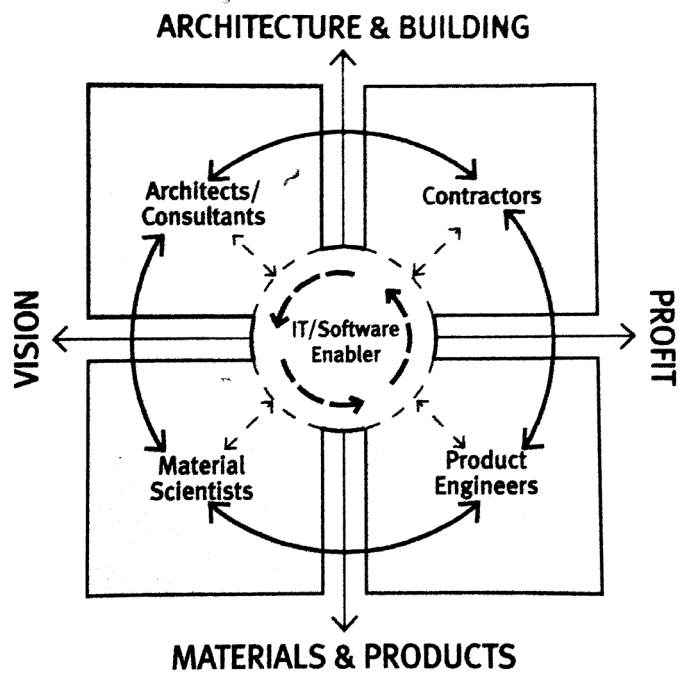 ARCHITECTURE & BUILDING
Architects/
Consultants
Contractors
VISION
IT/Software
Enabler
PROFIT
Material
Scientists
Product
Engineers
MATERIALS & PRODUCTS